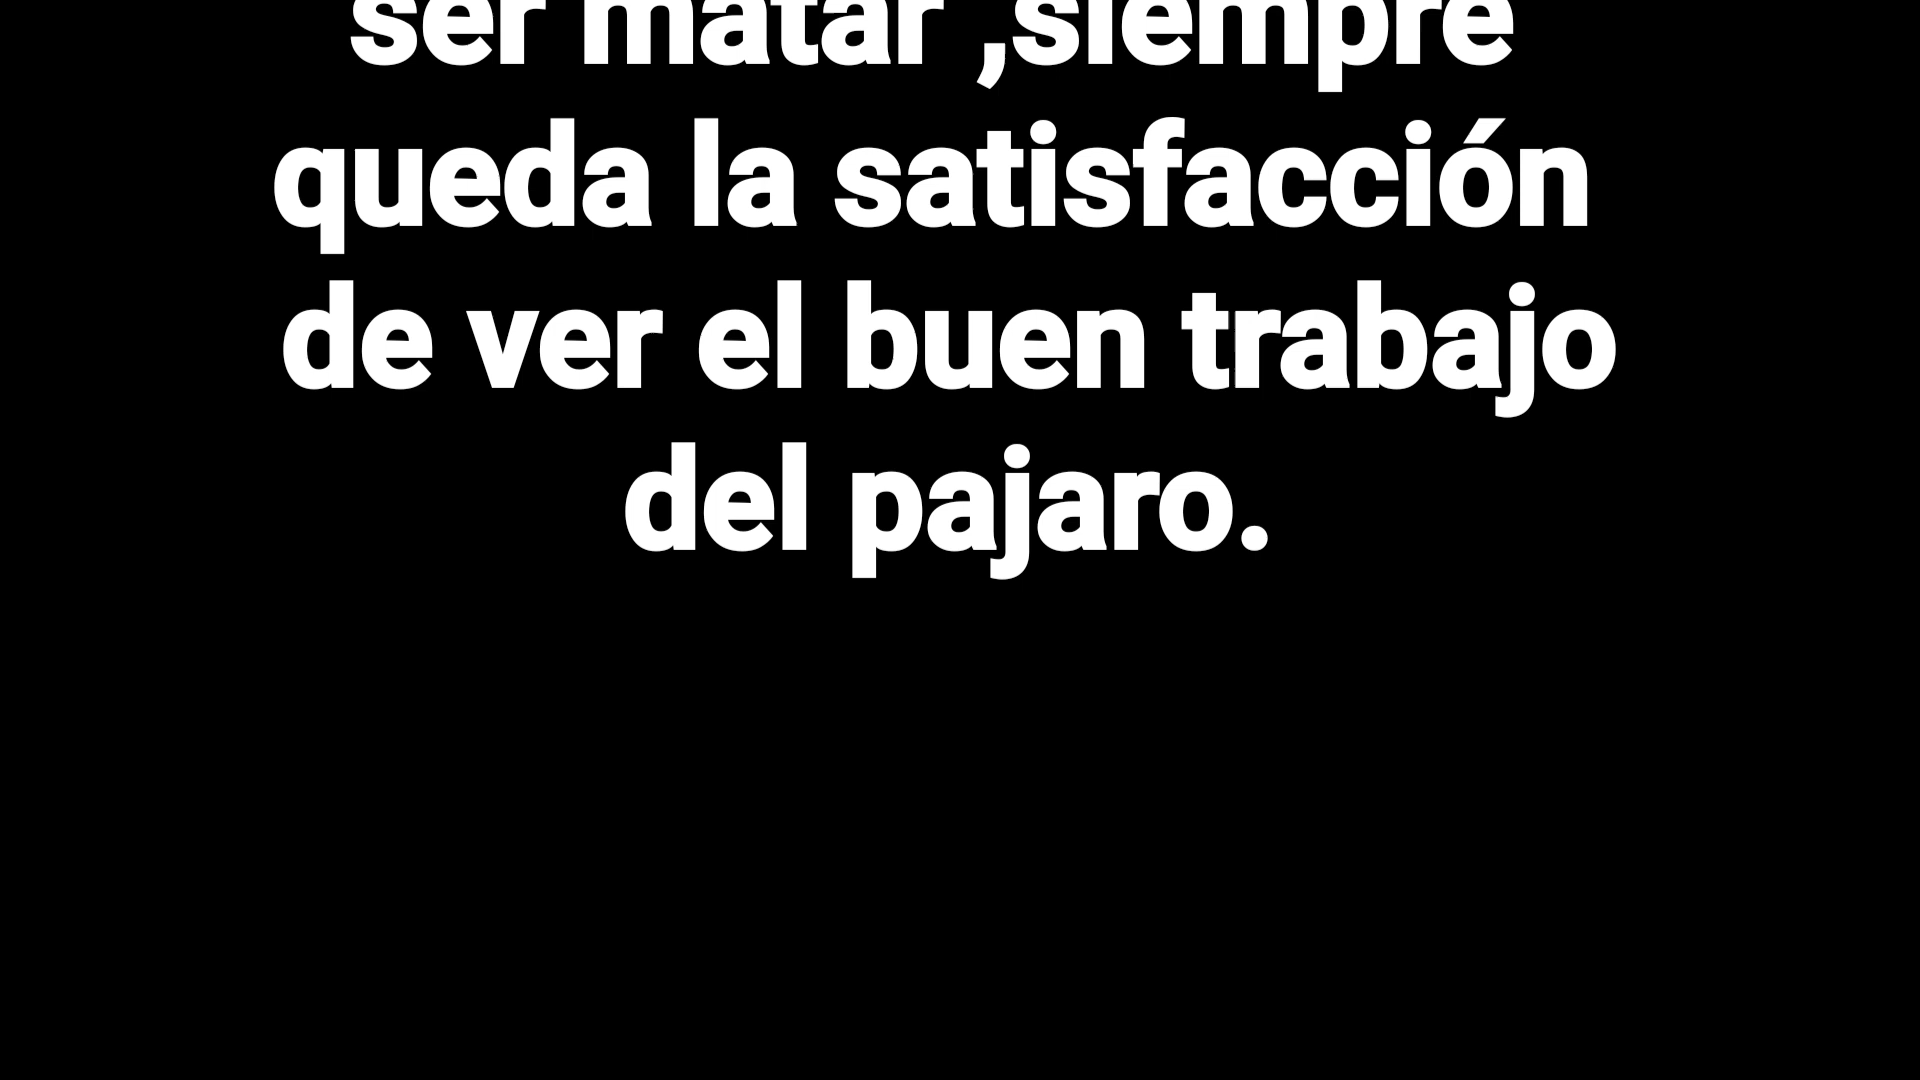 ser matar ,siempre
queda la satisfacción
de ver el buen trabajo
del pajaro.